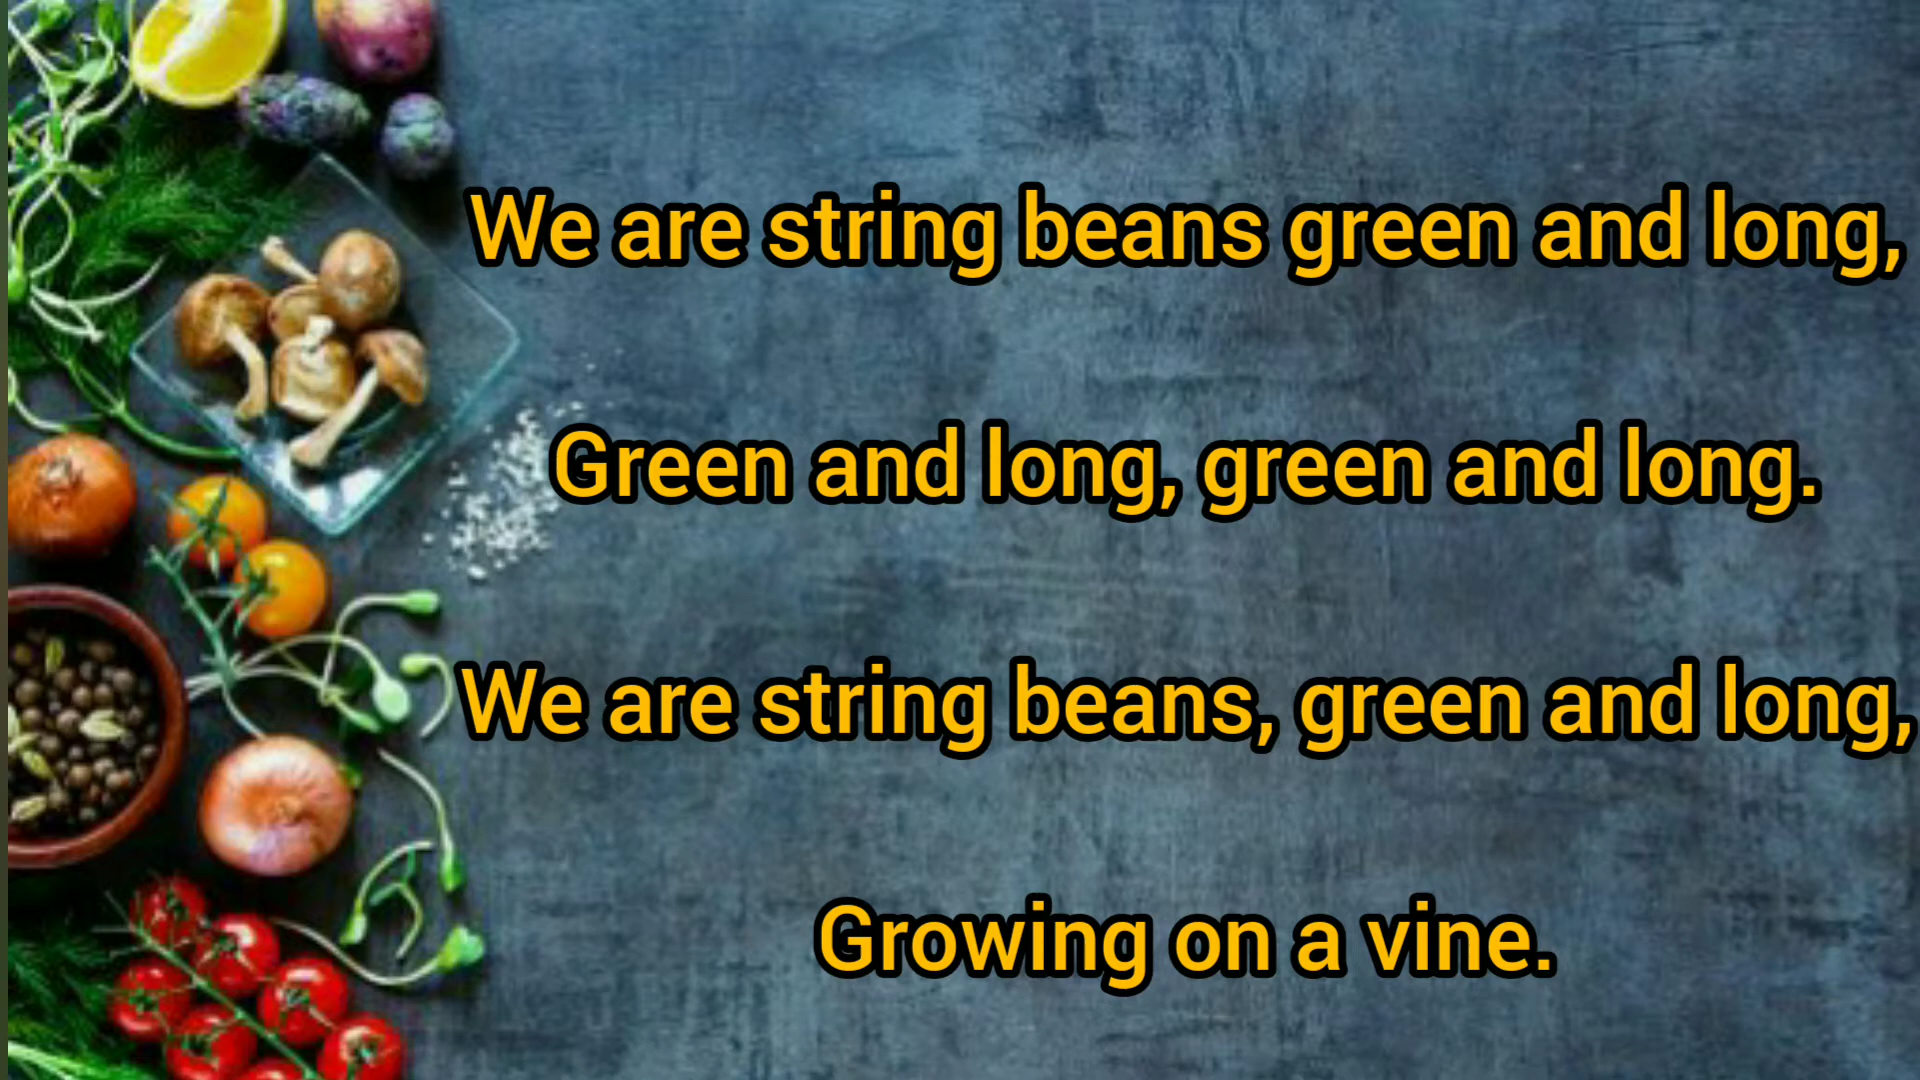 We are string beans green and long,
Green and long, green and long.
We are string beans, green and long,
Growing on a vine.